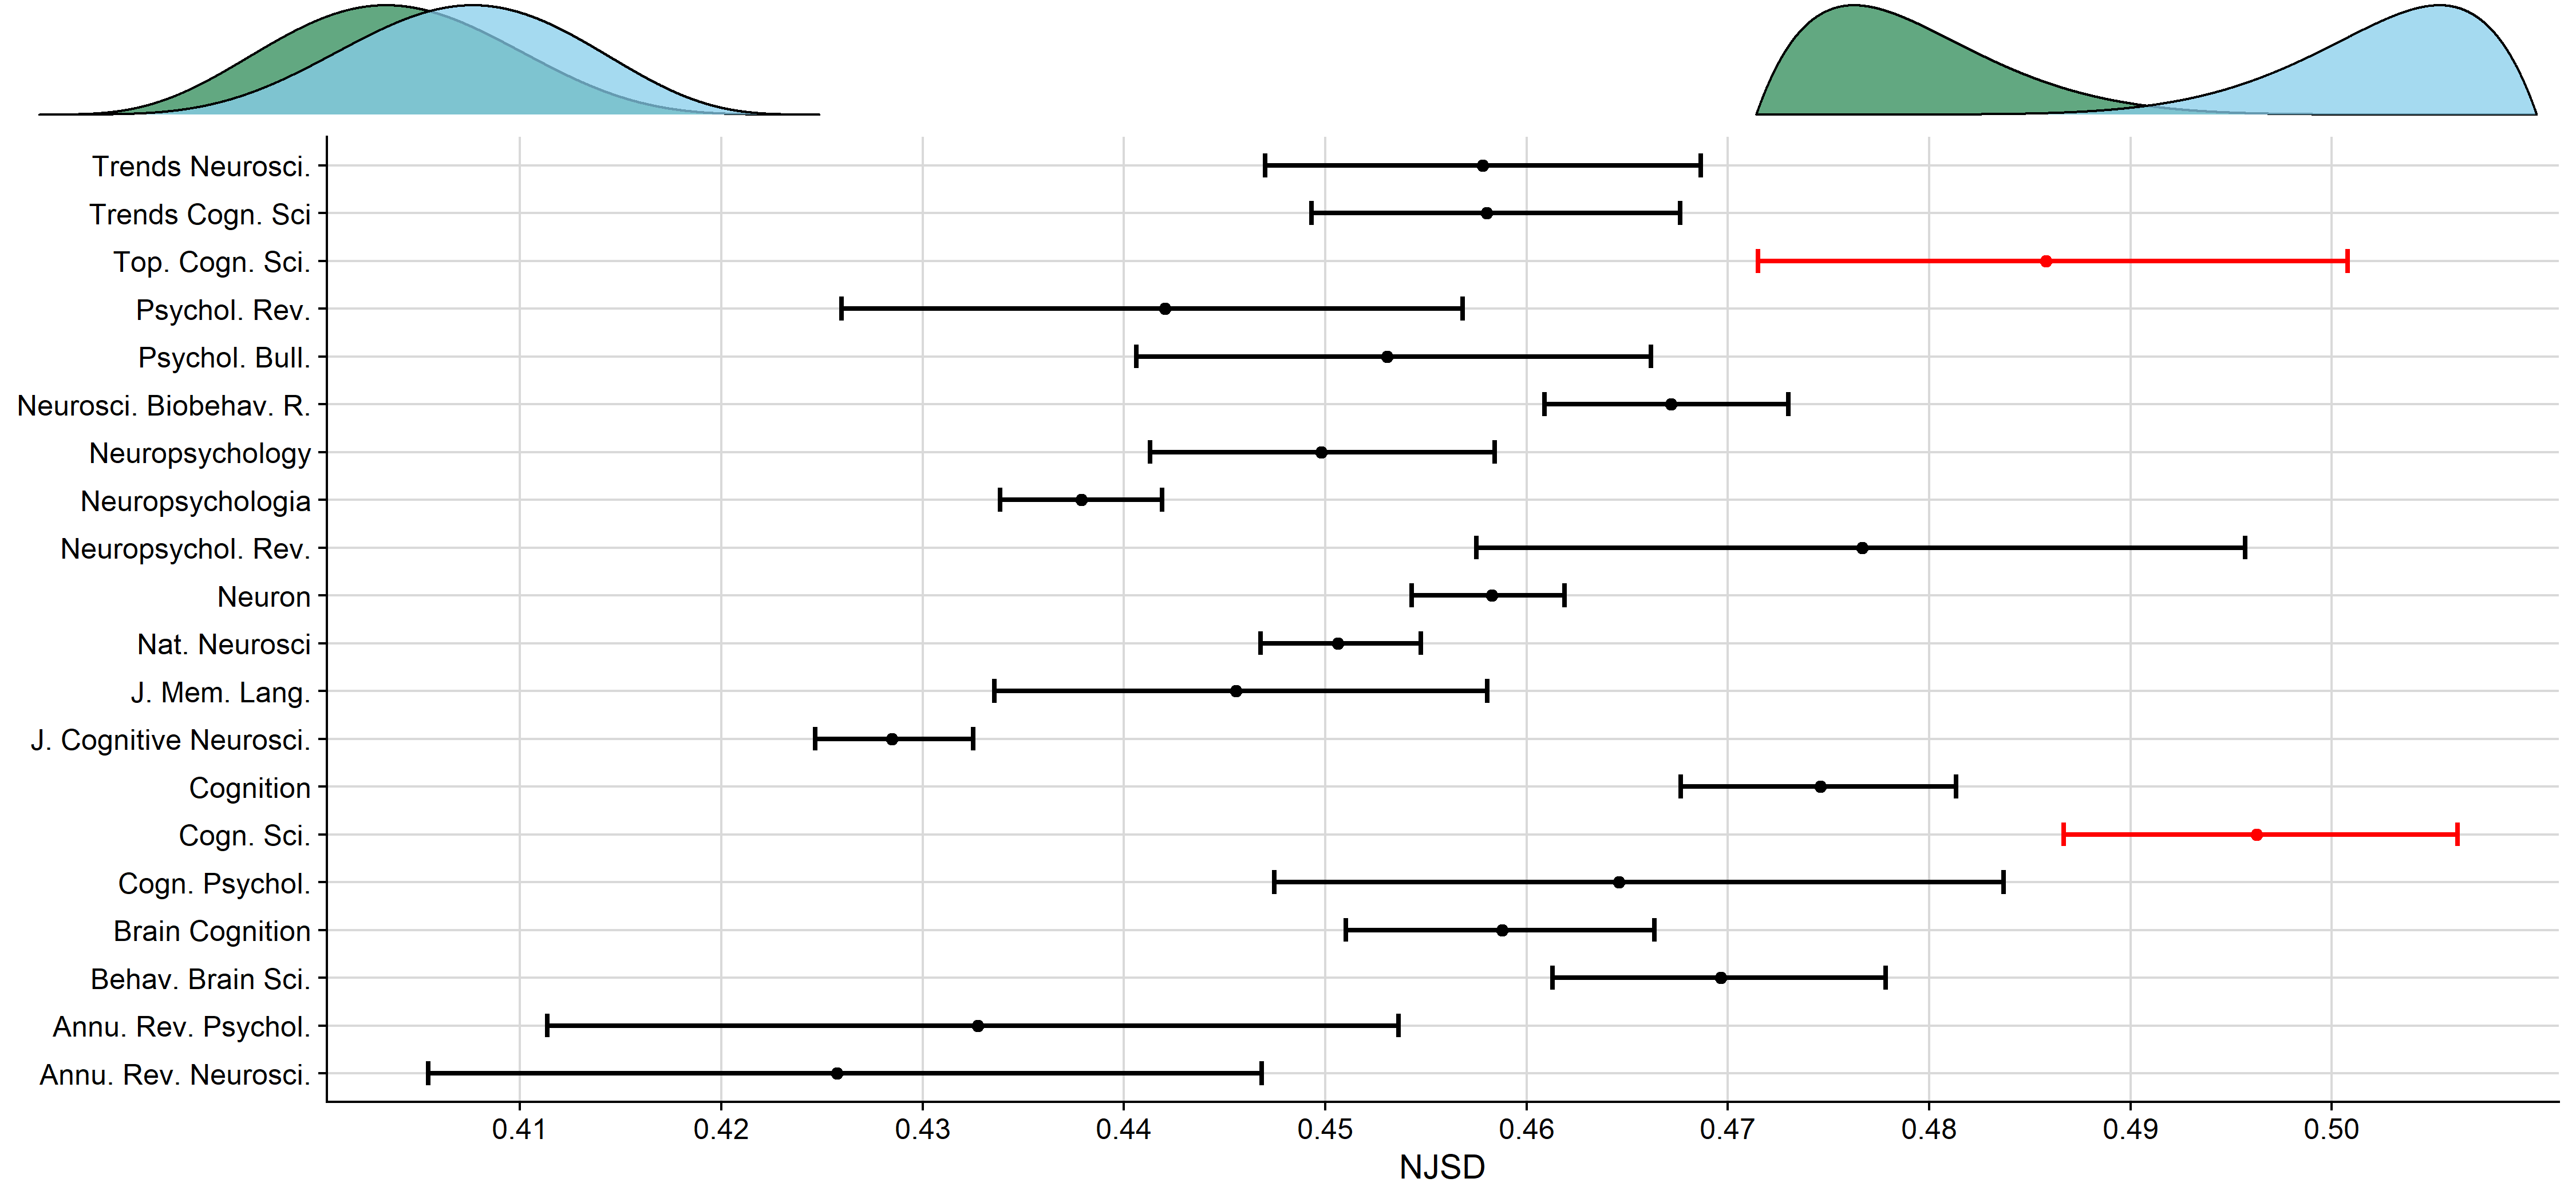 Trends Neurosci.
Trends Cogn. Sci
Top. Cogn. Sci.
Psychol. Rev.
Psychol. Bull.
Neurosci. Biobehav. R.
Neuropsychology
Neuropsychologia
Neuropsychol. Rev.
Neuron
Nat. Neurosci
J. Mem. Lang.
J. Cognitive Neurosci.
Cognition
Cogn. Sci.
Cogn. Psychol.
Brain Cognition
Behav. Brain Sci.
Annu. Rev. Psychol.
Annu. Rev. Neurosci.
0.41 0.42 0.43 0.44 0.45 0.46 0.47 0.48 0.49 0.50
NJSD